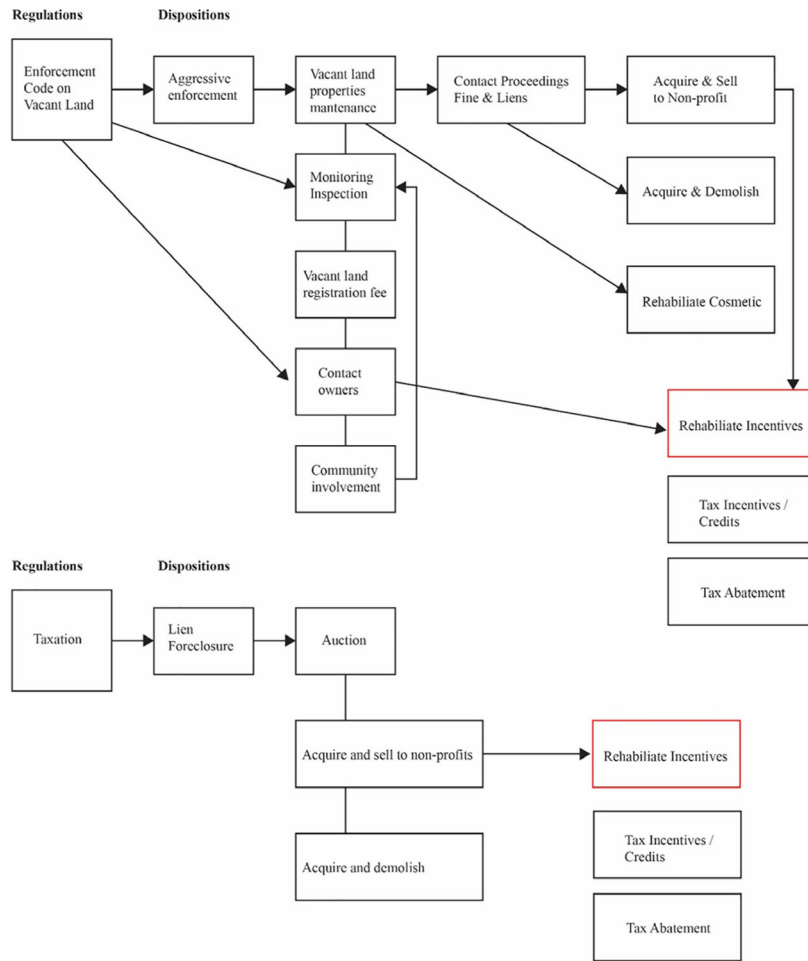 Regulations
Dispositions
Enforcement
Code on
Vacant Land
Aggressive
enforcement
Vacant land
properties
mantenance
Contact Proceedings
Fine & Liens
Acquire & Sell
to Non-profit
Monitoring
Inspection
Acquire & Demolish
Vacant land
registration fee
Rehabiliate Cosmetic
Contact
owners
Rehabiliate Incentives
Community
involvement
Tax Incentives /
Credits
Tax Abatement
Regulations
Dispositions
Taxation
Lien
Foreclosure
Auction
Acquire and sell to non-profits
Rehabiliate Incentives
Tax Incentives /
Credits
Acquire and demolish
Tax Abatement